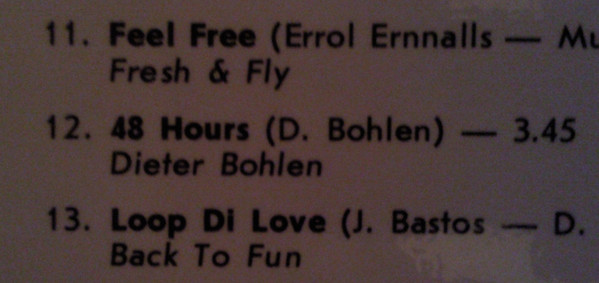 11. Feel Free (Errol Ernnalls — Mu
Fresh & Fly
12. 48 Hours (D. Bohlen) — 3.45
Dieter Bohlen
13. Loop Di Love (J. Bastos — D.
Back To Fun